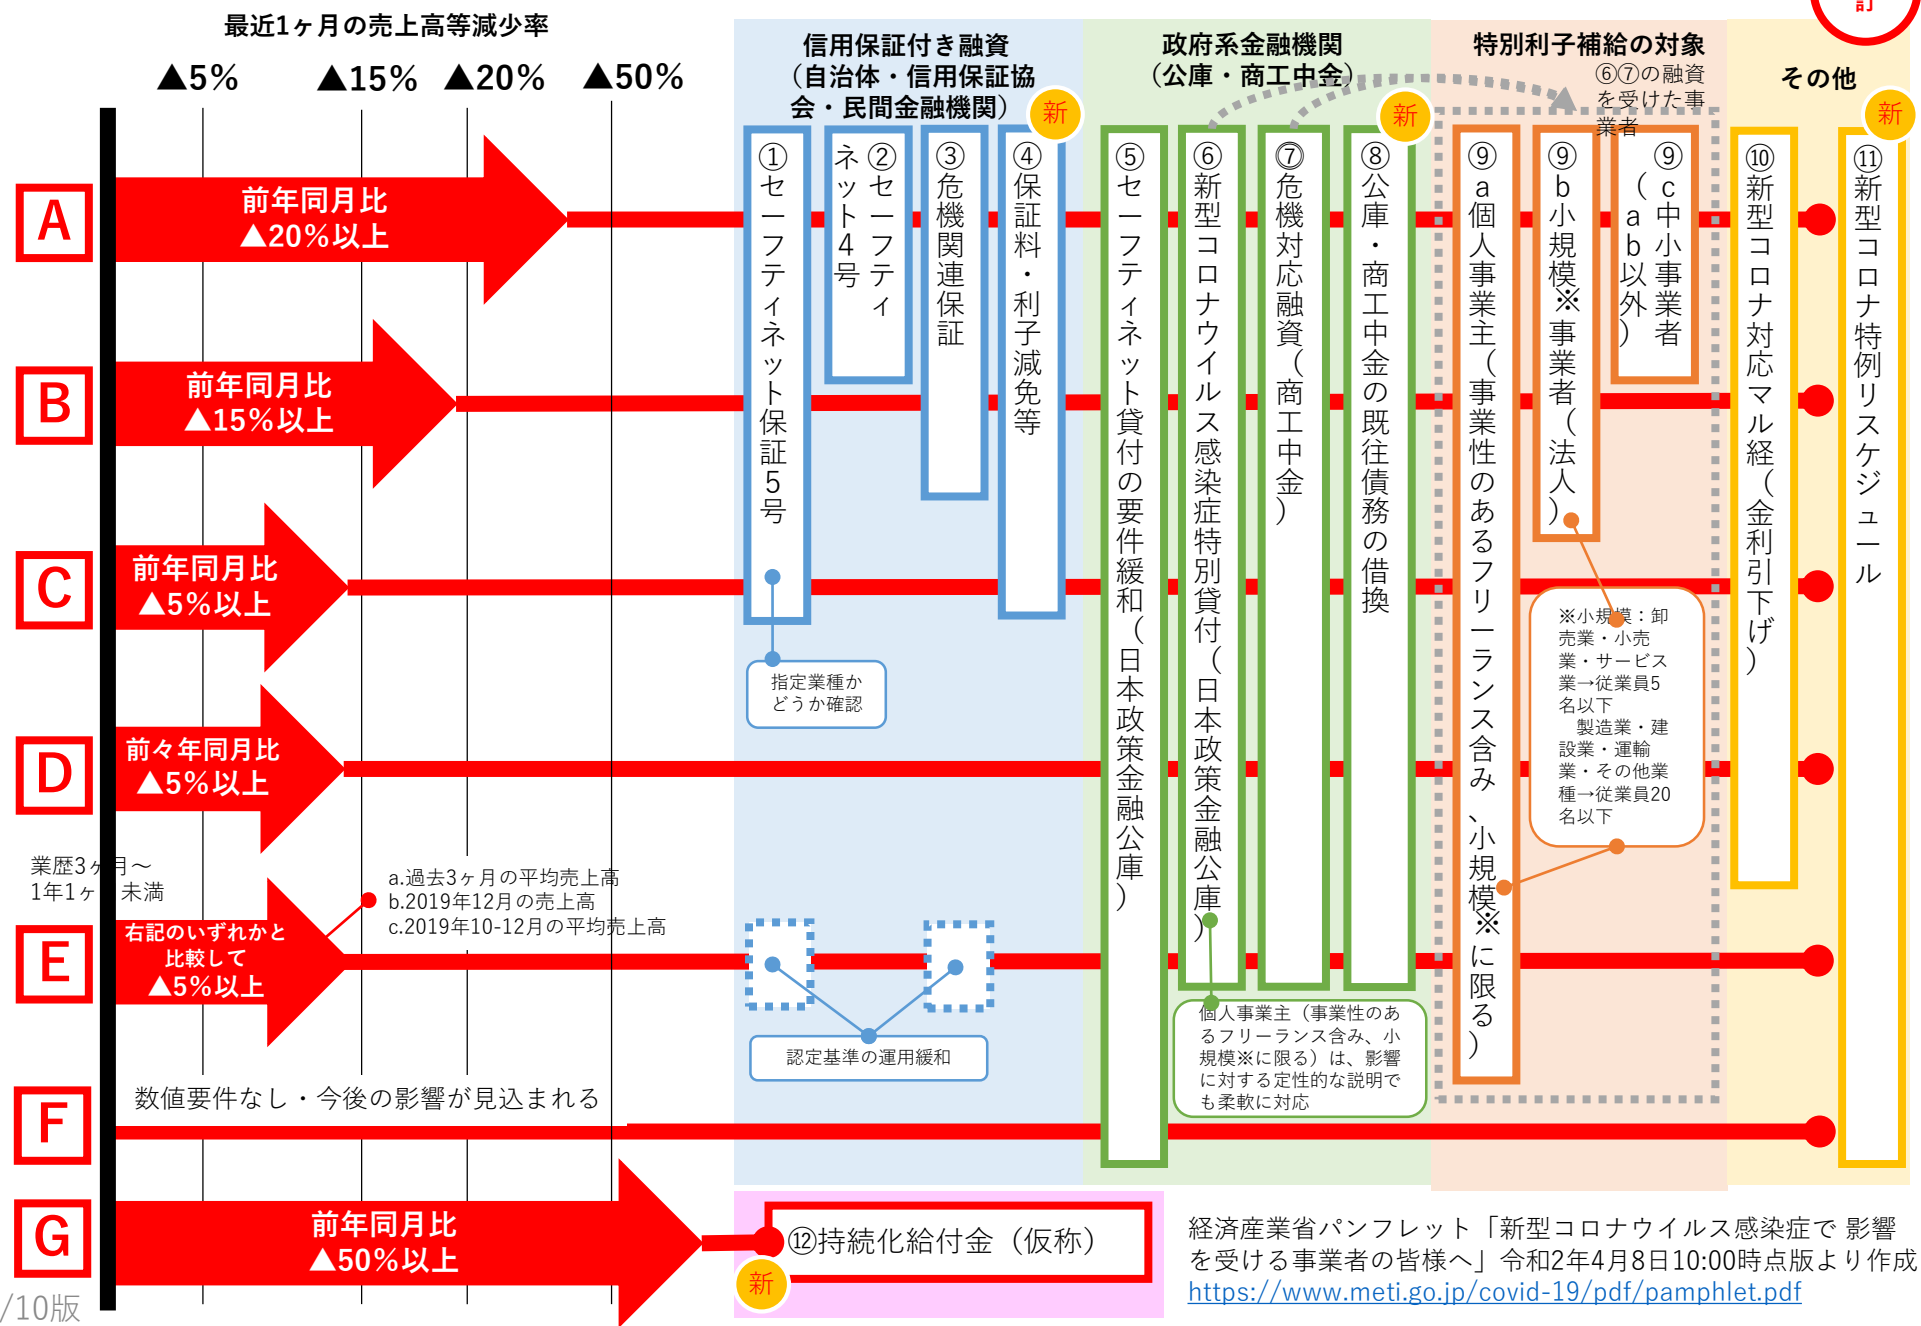 訂
最近1ヶ月の売上高等減少率
▲5%
▲15%
▲20%
▲50%
信用保証付き融資
（自治体・信用保証協
会・民間金融機関）
政府系金融機関
（公庫・商工中金）
特別利子補給の対象
⑥⑦の融資
を受けた事
業者
その他
新
新
新
①セーフティネット保証5号
②セーフティ
ネット4号
③危機関連保証
④保証料・利子減免等
⑤セーフティネット貸付の要件緩和（日本政策金融公庫）
⑥新型コロナウイルス感染症特別貸付（日本政策金融公庫）
⑦危機対応融資（商工中金）
⑧公庫・商工中金の既往債務の借換
⑨a個人事業主（事業性のあるフリーランス含み、小規模※に限る）
⑨b小規模※事業者（法人）
⑨c中小事業者
（ab以外）
⑩新型コロナ対応マル経（金利引下げ）
⑪新型コロナ特例リスケジュール
A
前年同月比
▲20%以上
B
前年同月比
▲15%以上
C
前年同月比
▲5%以上
指定業種か
どうか確認
※小規模：卸
売業・小売
業・サービス
業→従業員5
名以下
製造業・建
設業・運輸
業・その他業
種→従業員20
名以下
D
前々年同月比
▲5%以上
業歴3ヶ月～
1年1ヶ月未満
a.過去3ヶ月の平均売上高
b.2019年12月の売上高
c.2019年10-12月の平均売上高
E
右記のいずれかと
比較して
▲5%以上
認定基準の運用緩和
個人事業主（事業性のあ
るフリーランス含み、小
規模※に限る）は、影響
に対する定性的な説明で
も柔軟に対応
F
数値要件なし・今後の影響が見込まれる
G
前年同月比
▲50%以上
⑫持続化給付金（仮称）
新
経済産業省パンフレット「新型コロナウイルス感染症で 影響
を受ける事業者の皆様へ」令和2年4月8日10:00時点版より作成
https://www.meti.go.jp/covid-19/pdf/pamphlet.pdf
/10版